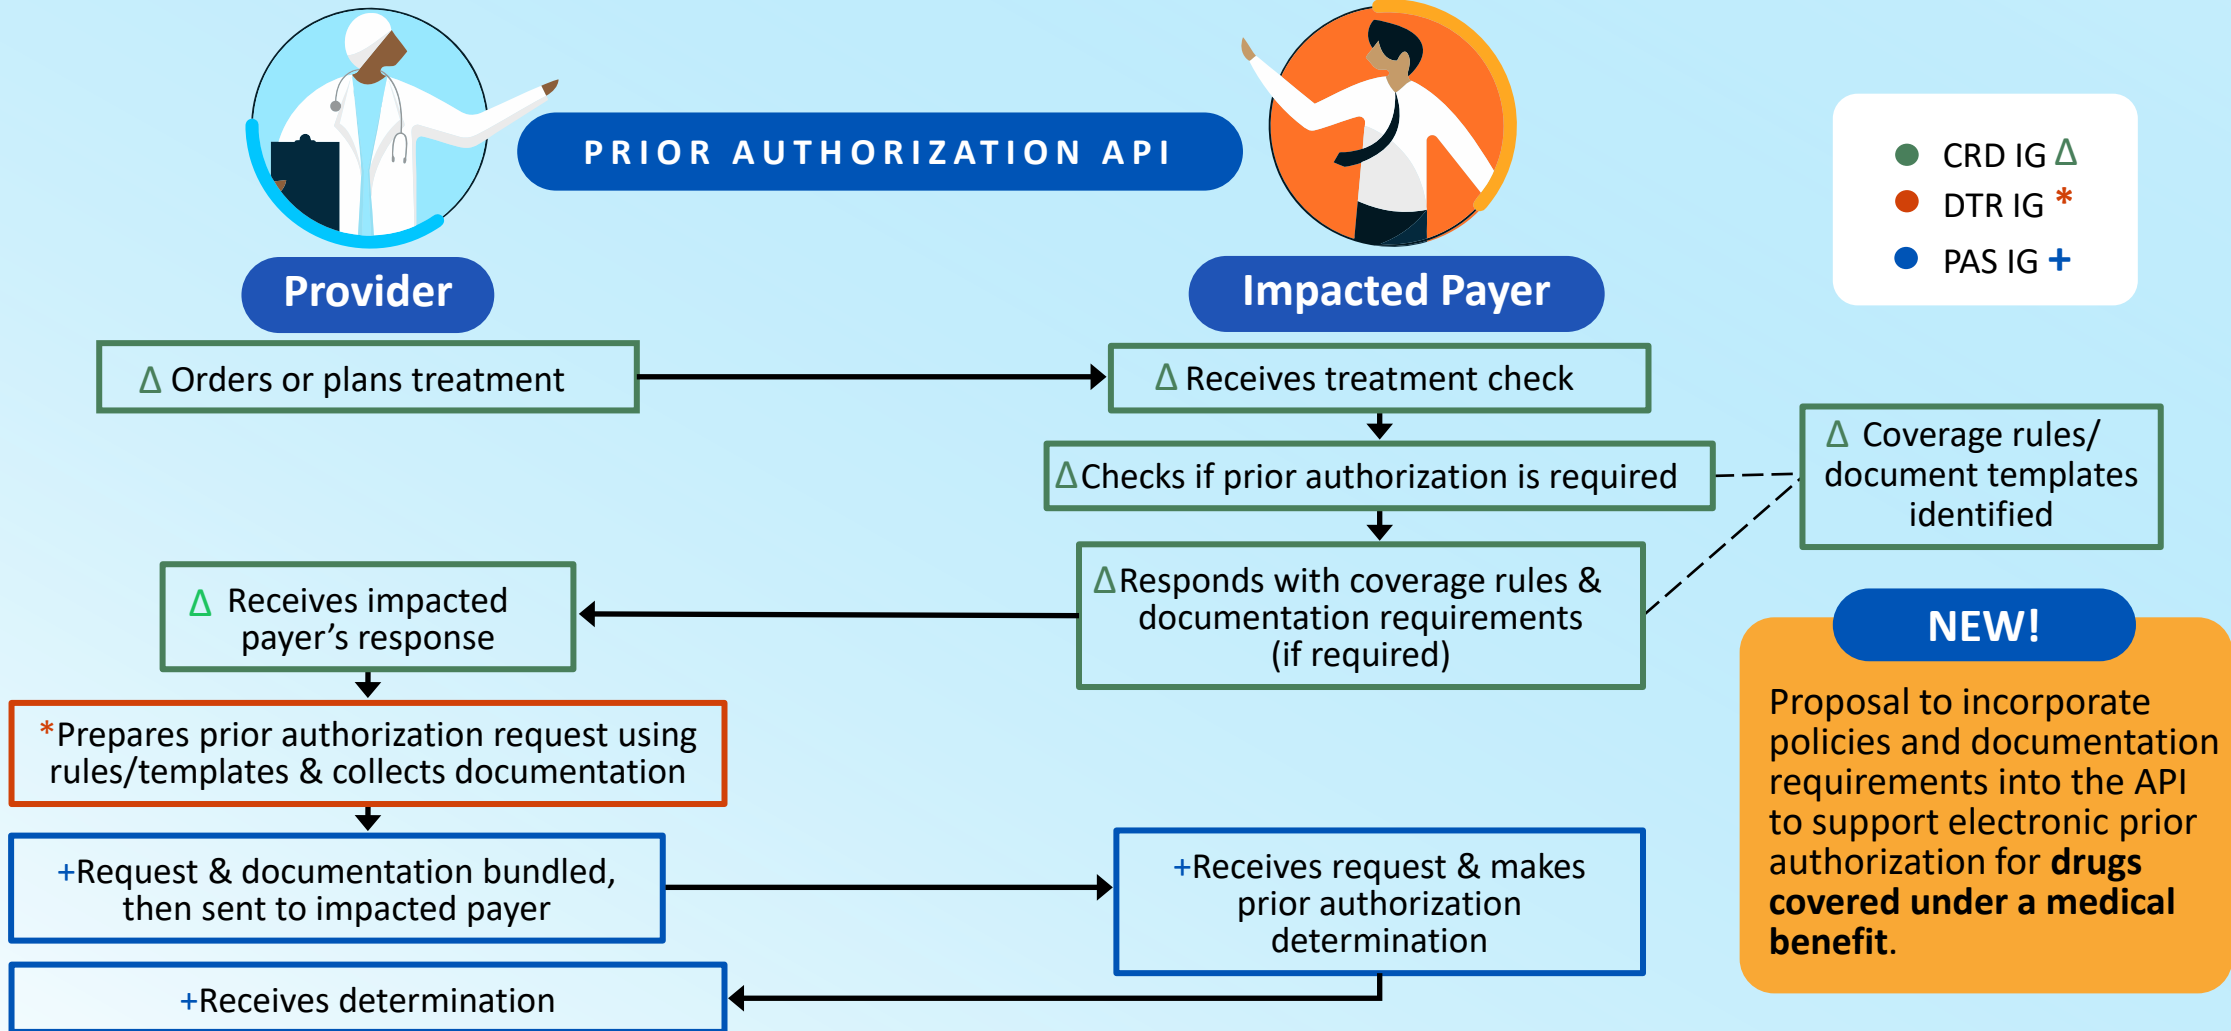 PRIOR AUTHORIZATION API
CRD IG Δ
DTR IG *
PAS IG +
Provider
Impacted Payer
Δ Orders or plans treatment
Δ Receives treatment check
Δ Checks if prior authorization is required
Δ Coverage rules/
document templates
identified
Δ Responds with coverage rules &
documentation requirements
(if required)
Δ Receives impacted
payer’s response
*Prepares prior authorization request using
rules/templates & collects documentation
+Request & documentation bundled,
then sent to impacted payer
+Receives request & makes
prior authorization
determination
+Receives determination
NEW!
Proposal to incorporate
policies and documentation
requirements into the API
to support electronic prior
authorization for drugs
covered under a medical
benefit.